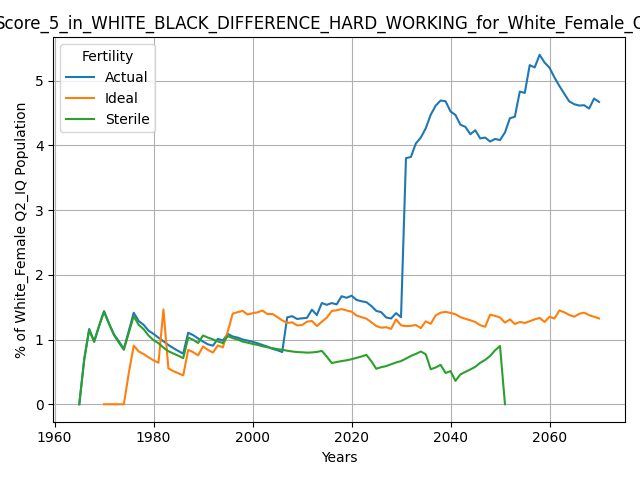 Score_5_in_WHITE_BLACK_DIFFERENCE_HARD_WORKING_for_White_Female_
Fertility
Actual
Ideal
Sterile
% of White_Female Q2_IQ Population
5
4
3
2
1
0
1960 1980 2000 2020 2040 2060
Years